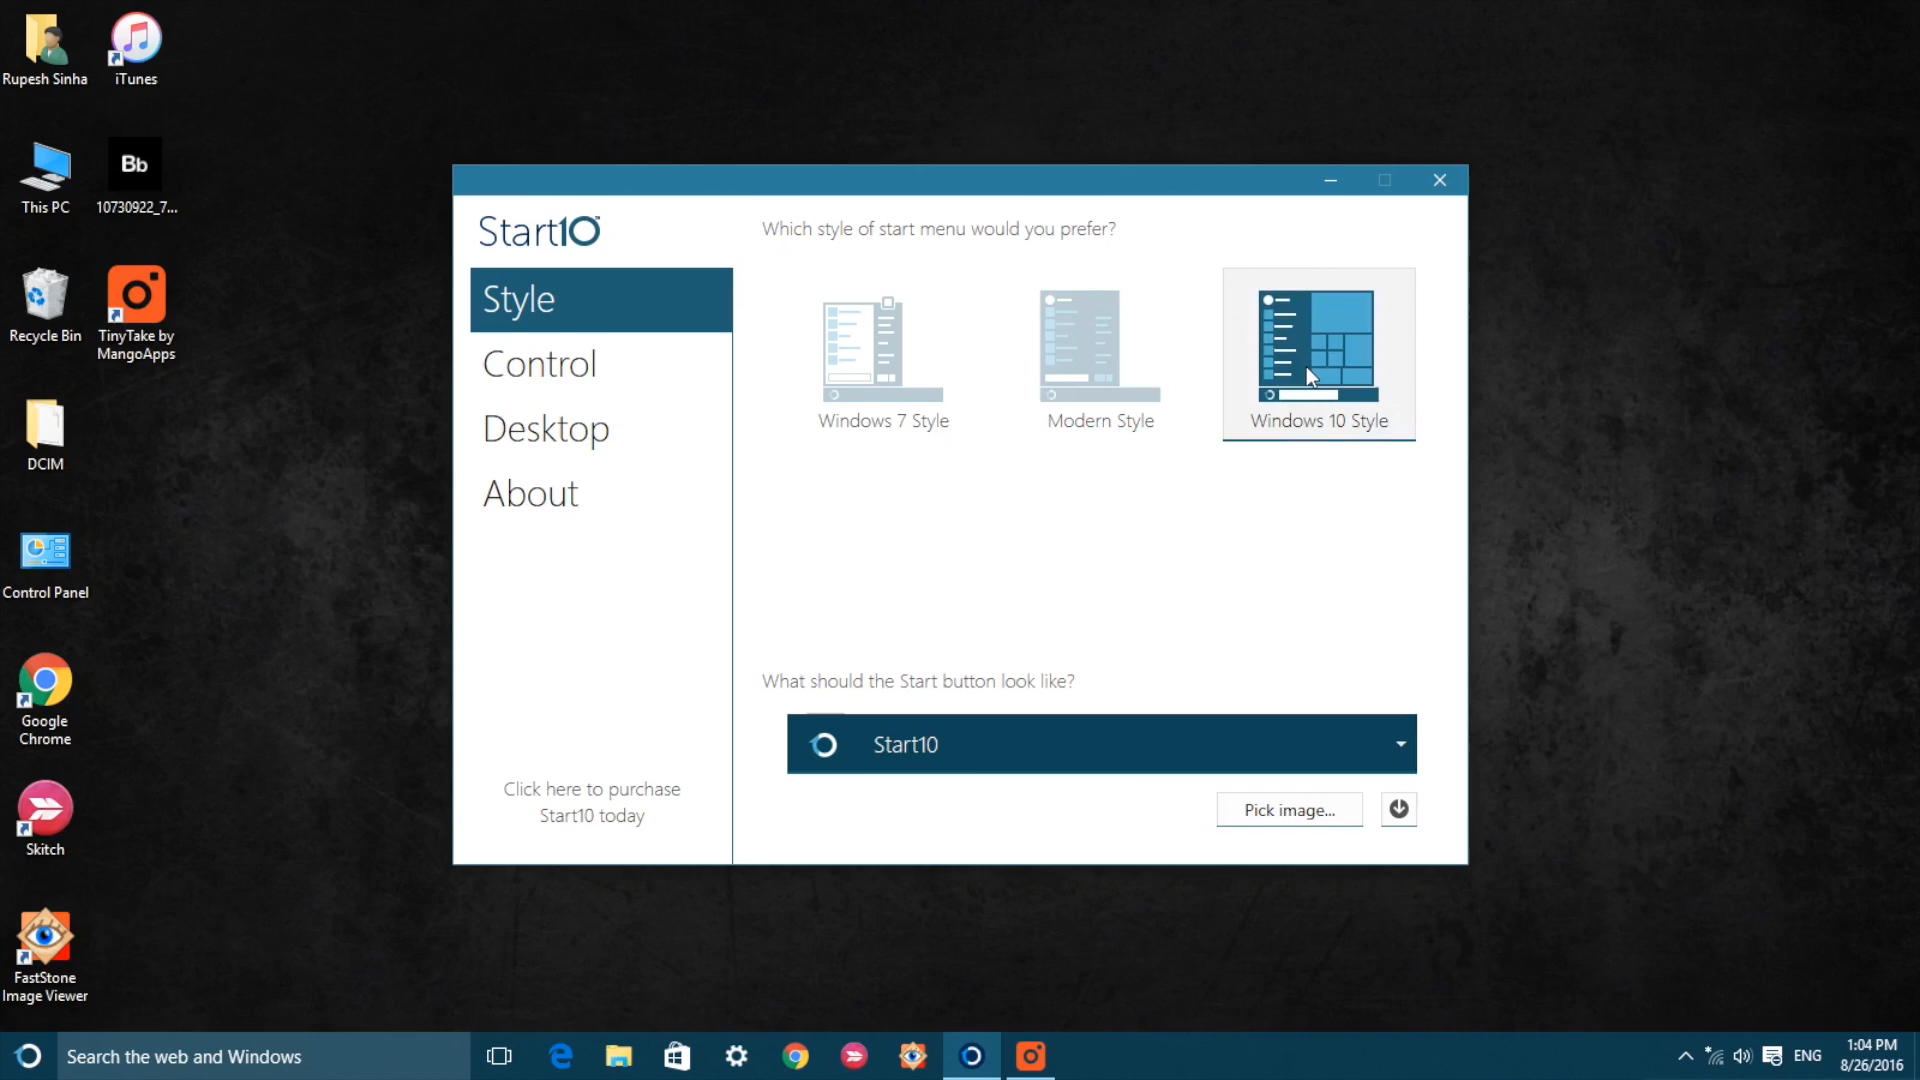 Rupesh Sinha
iTunes
This PC
Bb
10730922_7...
Recycle Bin
TinyTake by
MangoApps
DCIM
Control Panel
Google
Chrome
Skitch
FastStone
Image Viewer
Start10
Style
Control
Desktop
About
Click here to purchase
Start10 today
Which style of start menu would you prefer?
Windows 7 Style
Modern Style
Windows 10 Style
What should the Start button look like?
Start10
Pick image...
Search the web and Windows
ENG
1:04 PM
8/26/2016